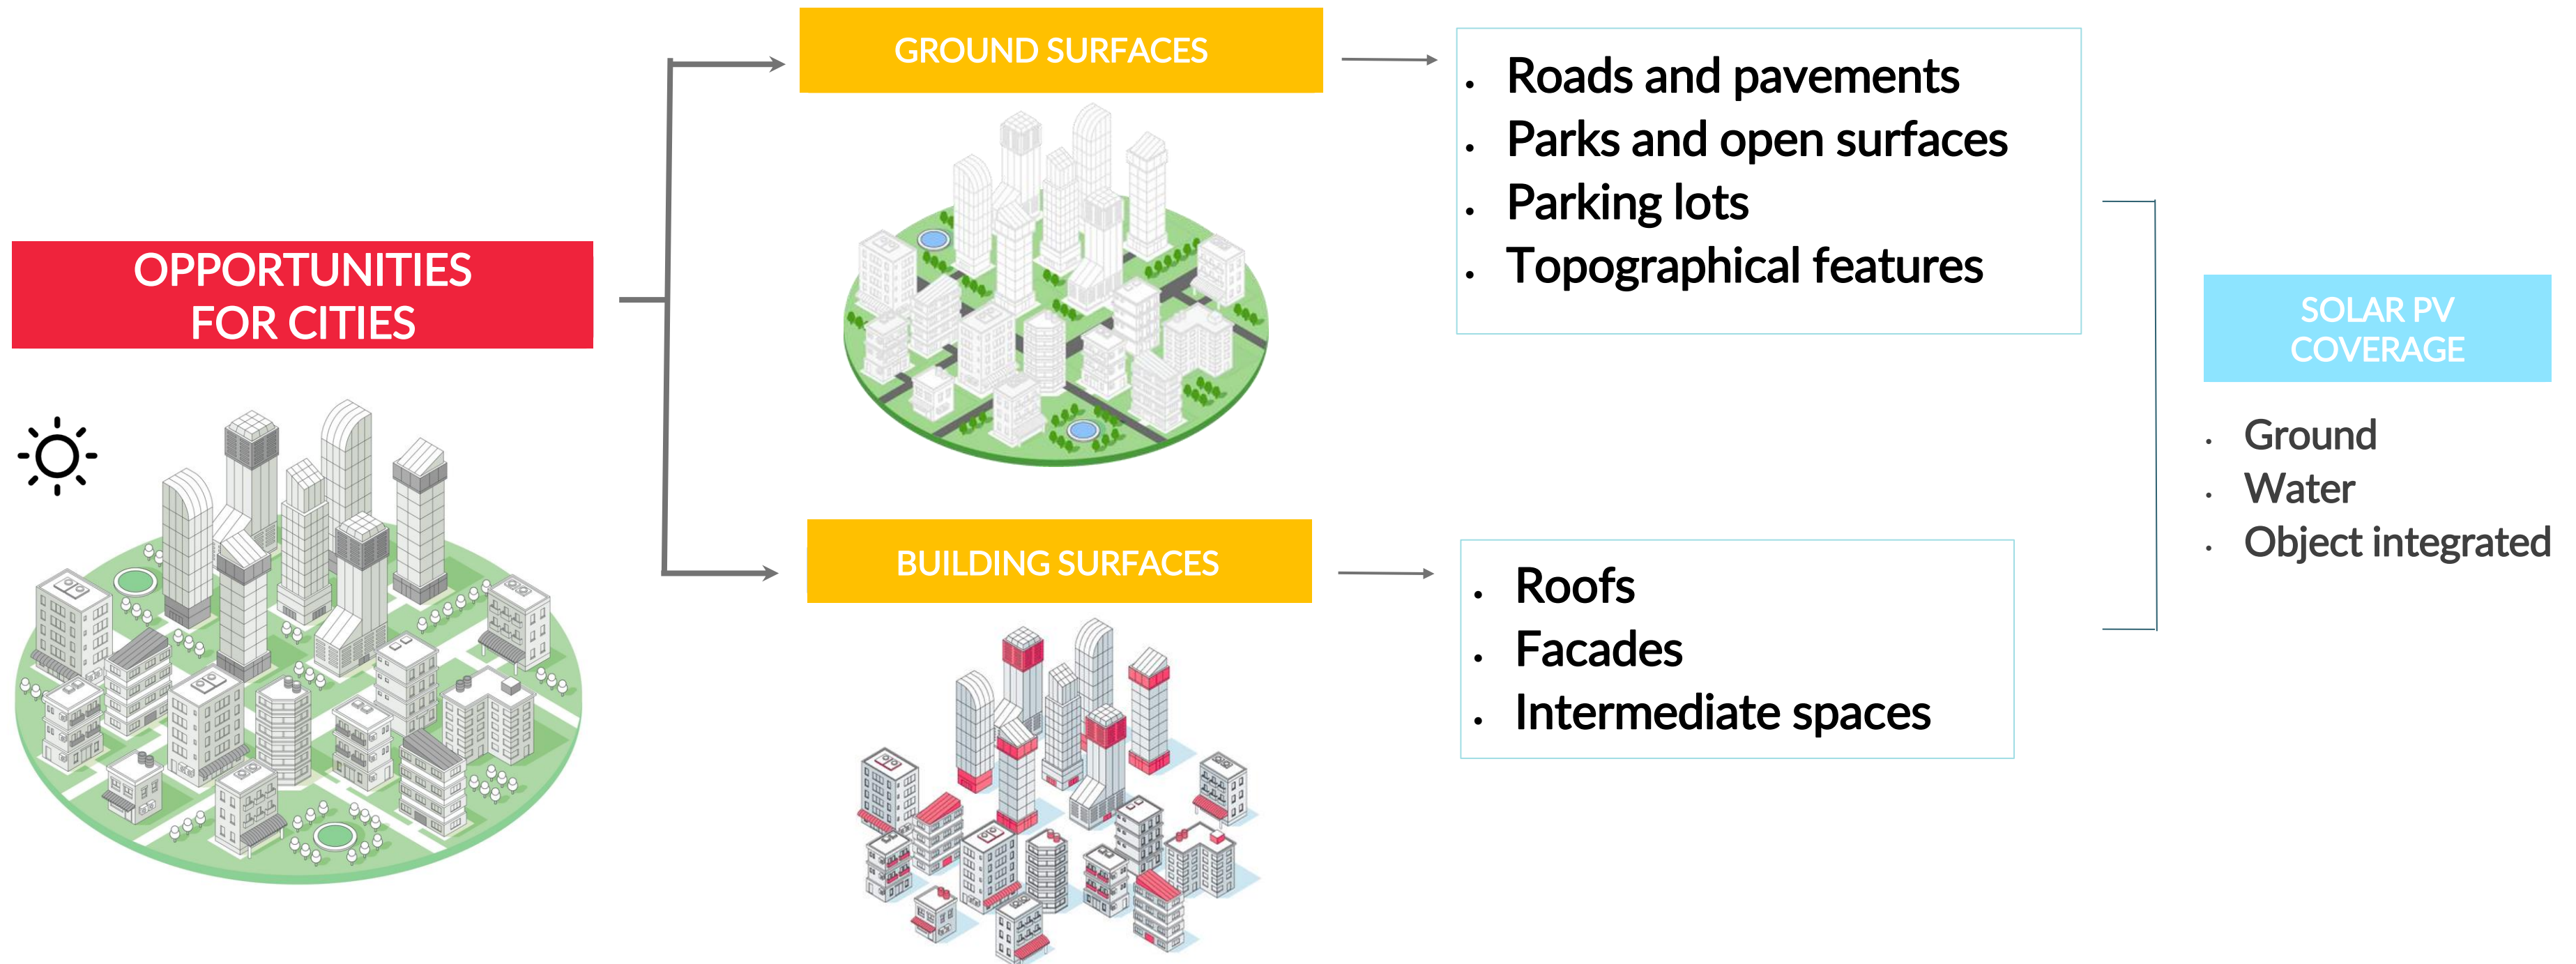 OPPORTUNITIES
FOR CITIES
GROUND SURFACES
• Roads and pavements
• Parks and open surfaces
• Parking lots
• Topographical features
BUILDING SURFACES
• Roofs
• Facades
• Intermediate spaces
SOLAR PV
COVERAGE
• Ground
• Water
• Object integrated